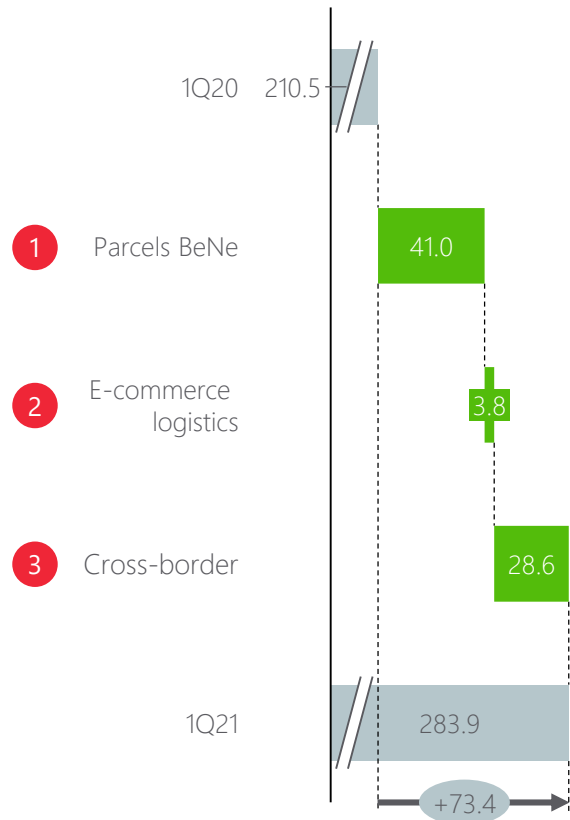 1Q20 210.5
1 Parcels BeNe 41.0
E-commerce
2 3.8
logistics
3 Cross-border 28.6
1Q21 283.9
+73.4